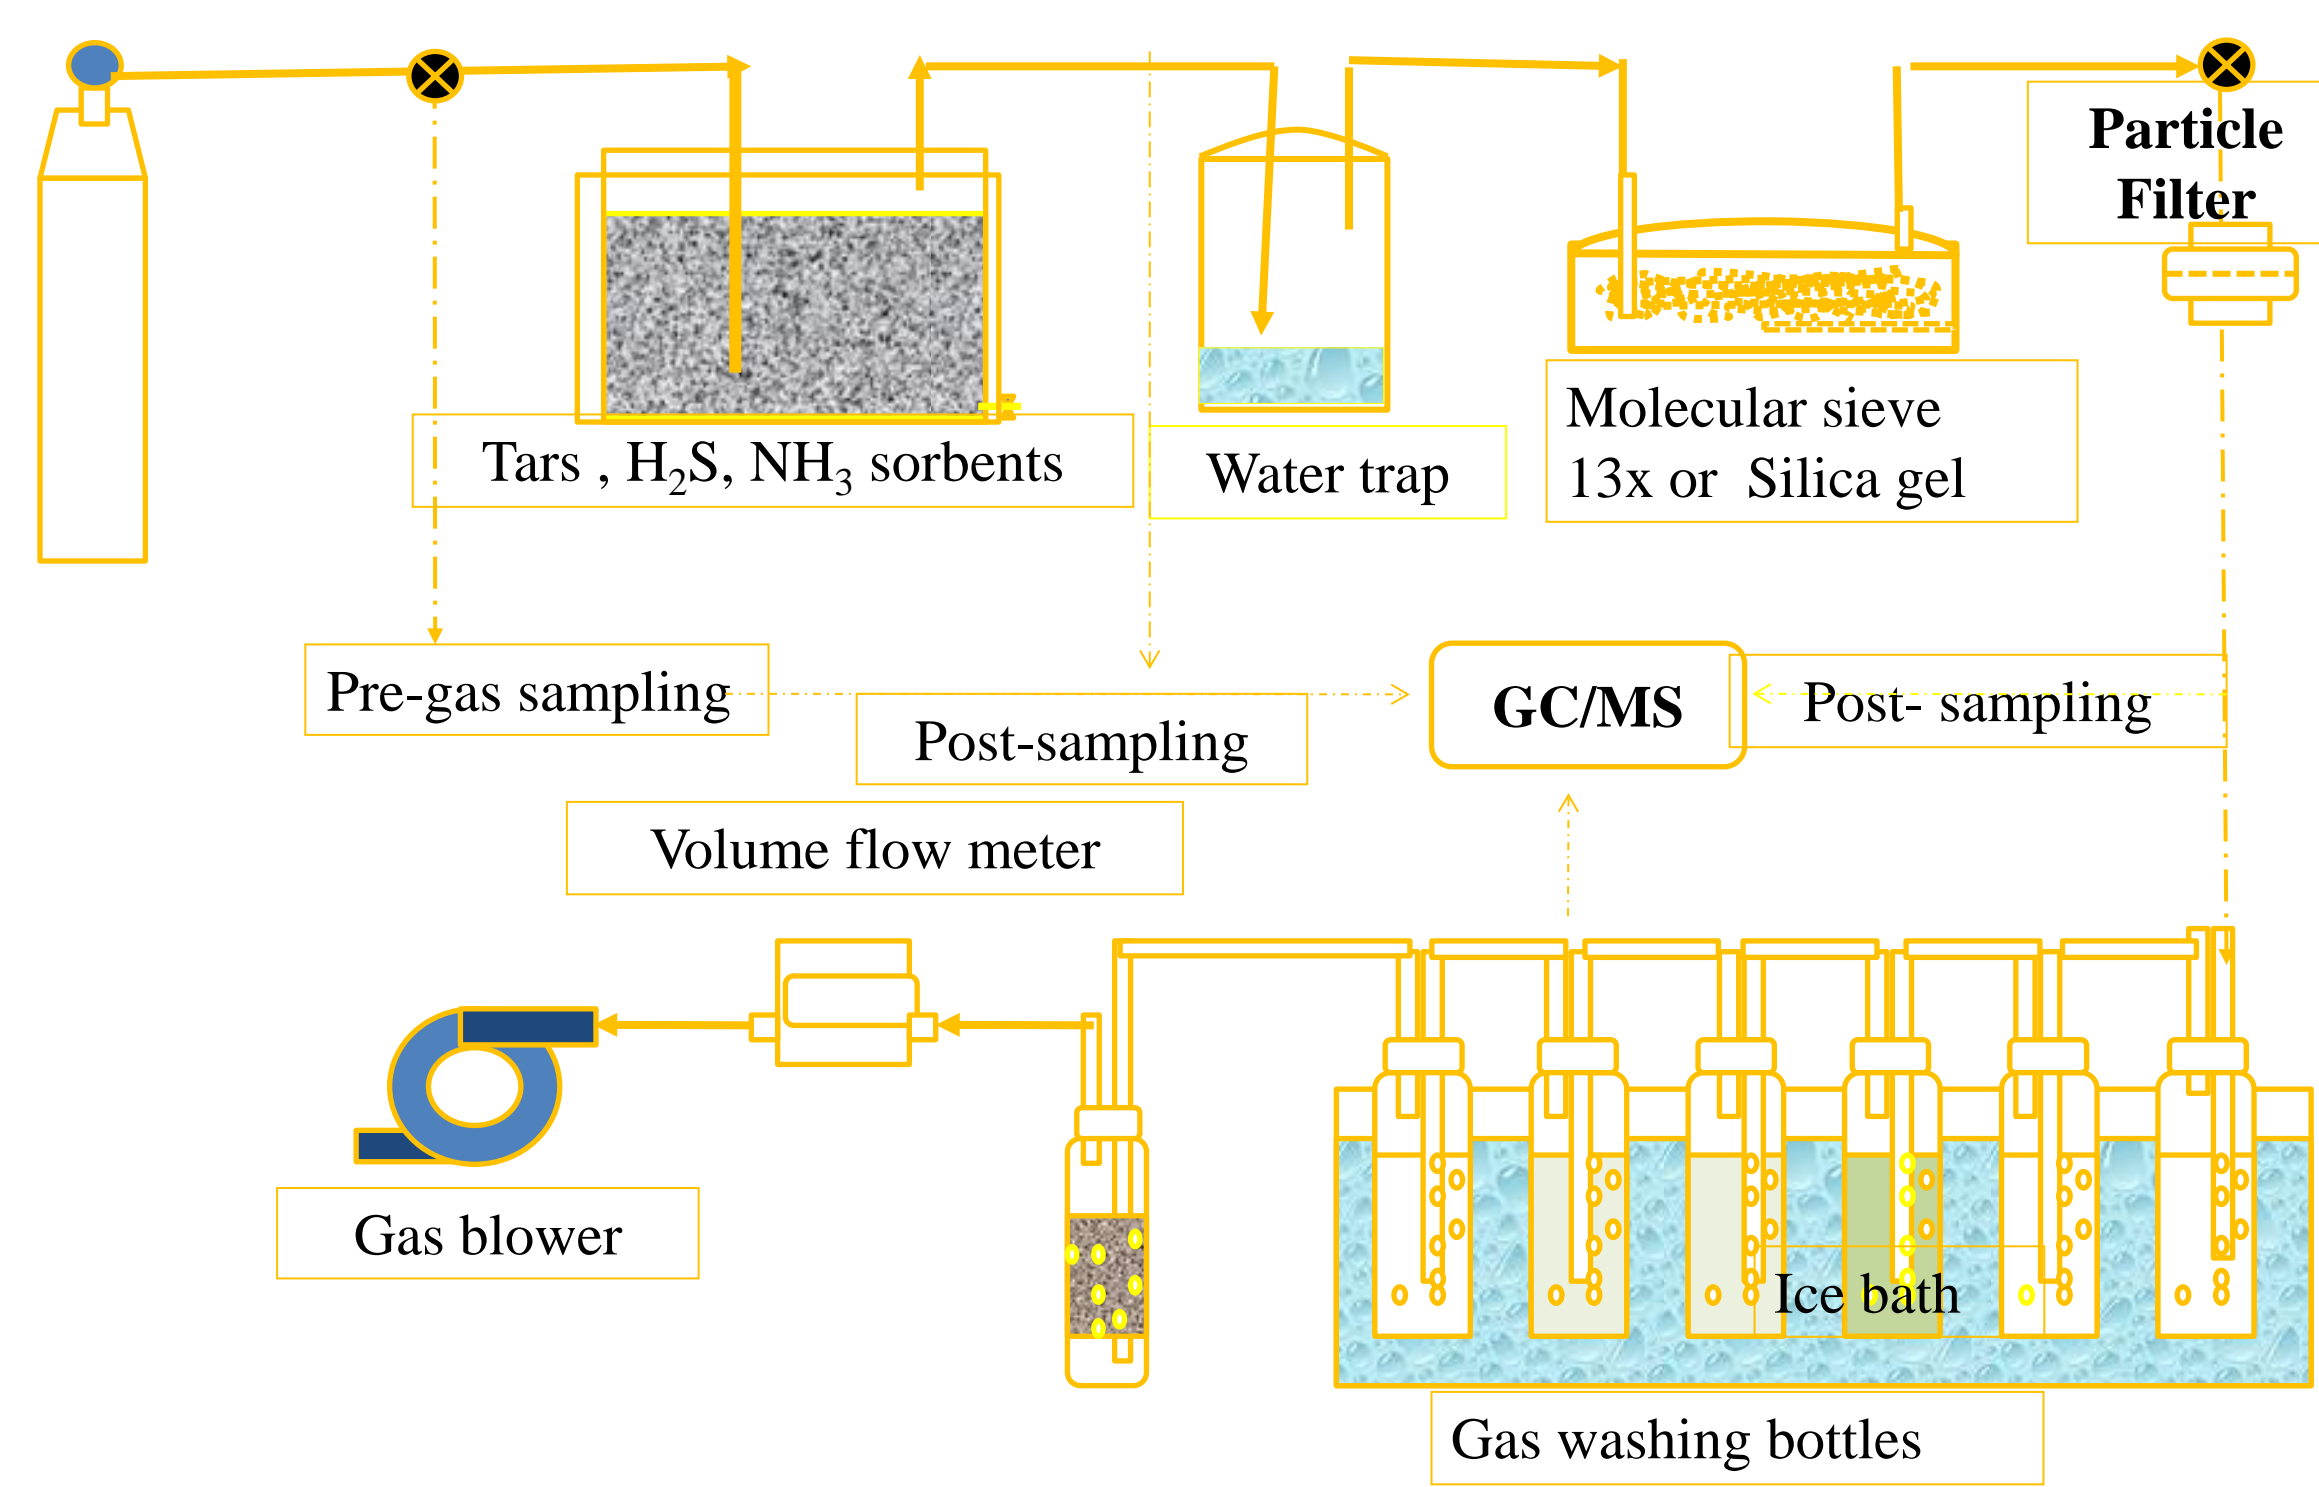 Particle
Filter
Tars , H₂S, NH₃ sorbents
Water trap
Molecular sieve
13x or  Silica gel
Pre-gas sampling
Post-sampling
GC/MS
Post- sampling
Volume flow meter
Gas blower
Ice bath
Gas washing bottles